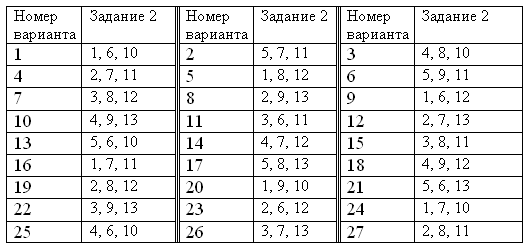 Номер варианта Задание 2 Номер варианта Задание 2 Номер варианта Задание 2
1 1, 6, 10 2 5, 7, 11 3 4, 8, 10
4 2, 7, 11 5 1, 8, 12 6 5, 9, 11
7 3, 8, 12 8 2, 9, 13 9 1, 6, 12
10 4, 9, 13 11 3, 6, 11 12 2, 7, 13
13 5, 6, 10 14 4, 7, 12 15 3, 8, 11
16 1, 7, 11 17 5, 8, 13 18 4, 9, 12
19 2, 8, 12 20 1, 9, 10 21 5, 6, 13
22 3, 9, 13 23 2, 6, 12 24 1, 7, 10
25 4, 6, 10 26 3, 7, 13 27 2, 8, 11